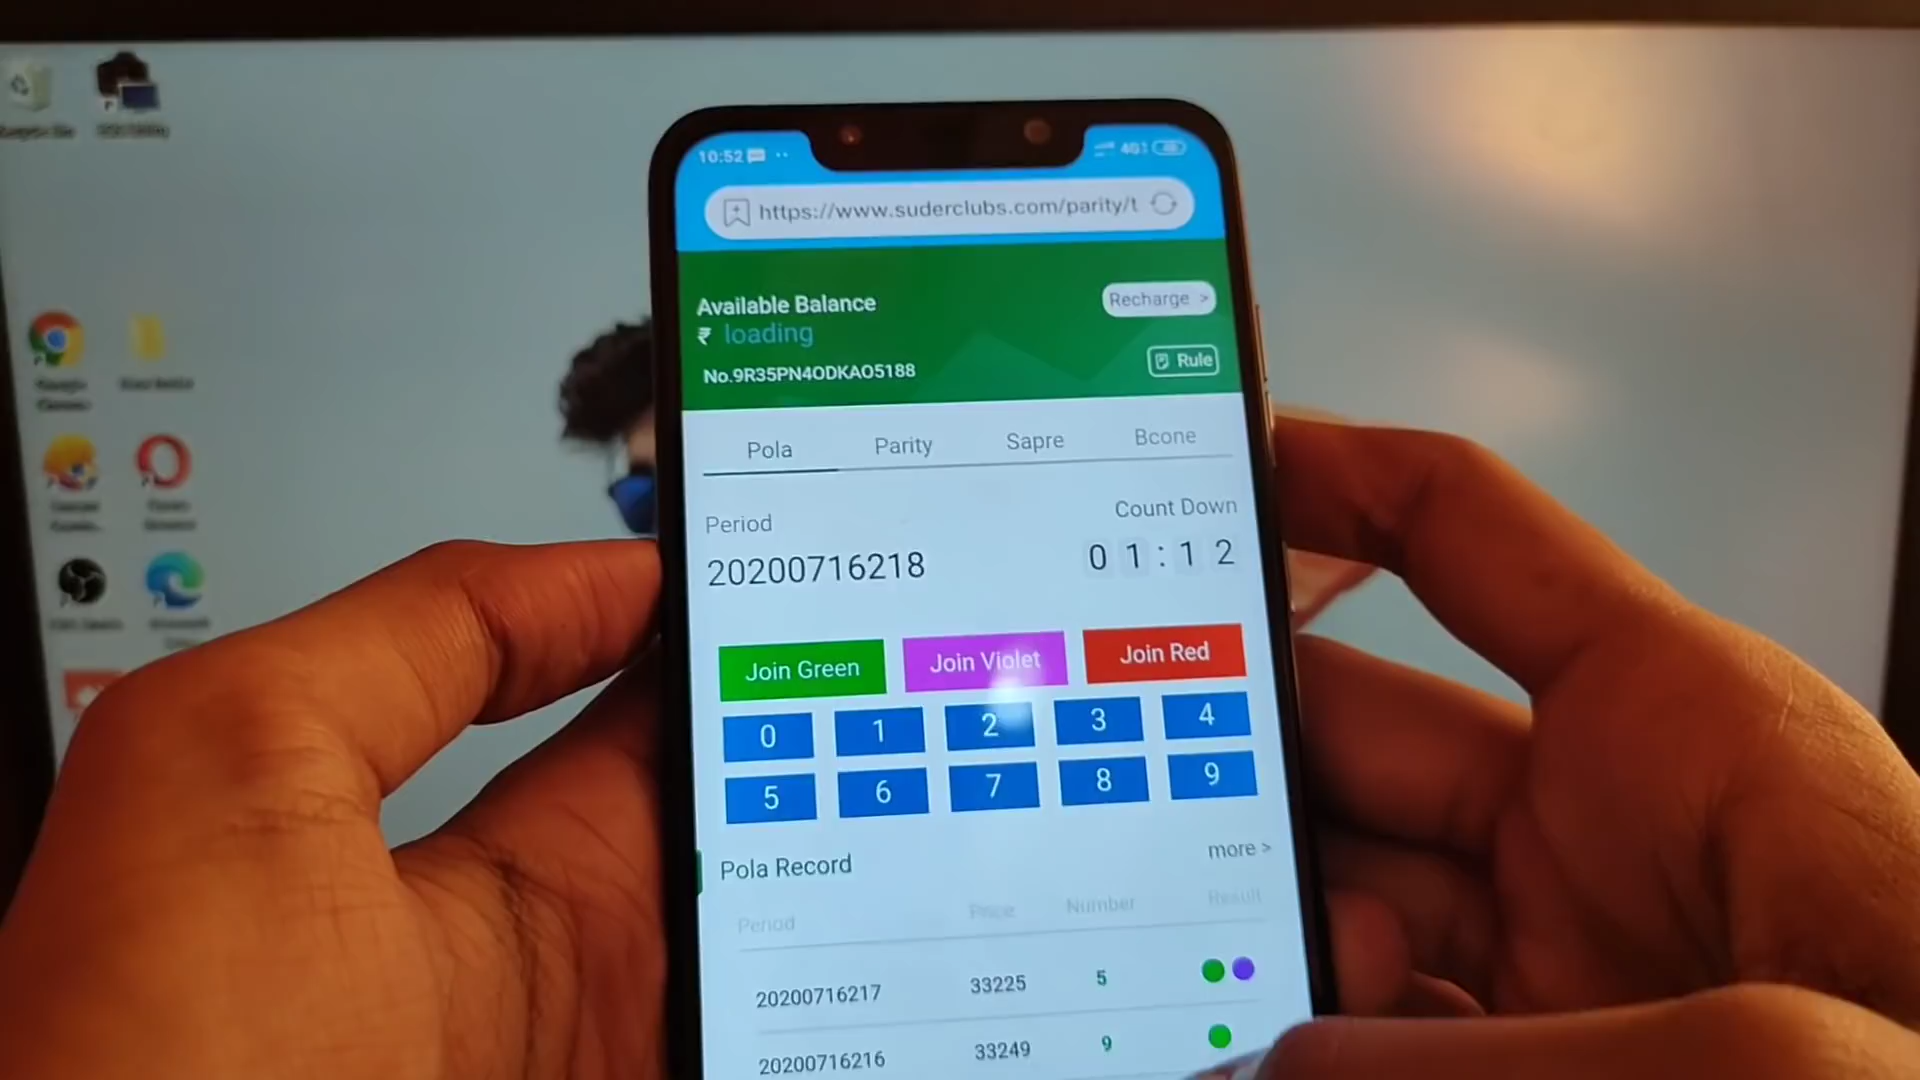 10:52
4G
https://www.suderclubs.com/parity/t
Available Balance
Recharge >
₹ loading
No.9R35PN4ODKAO5188
Rule
Pola Parity Sapre Bcone
Period
Count Down
20200716218
01:12
Join Green Join Violet Join Red
0 1 2 3 4
5 6 7 8 9
Pola Record
more >
Period Price Number Result
20200716217 33225 5
20200716216 33249 9